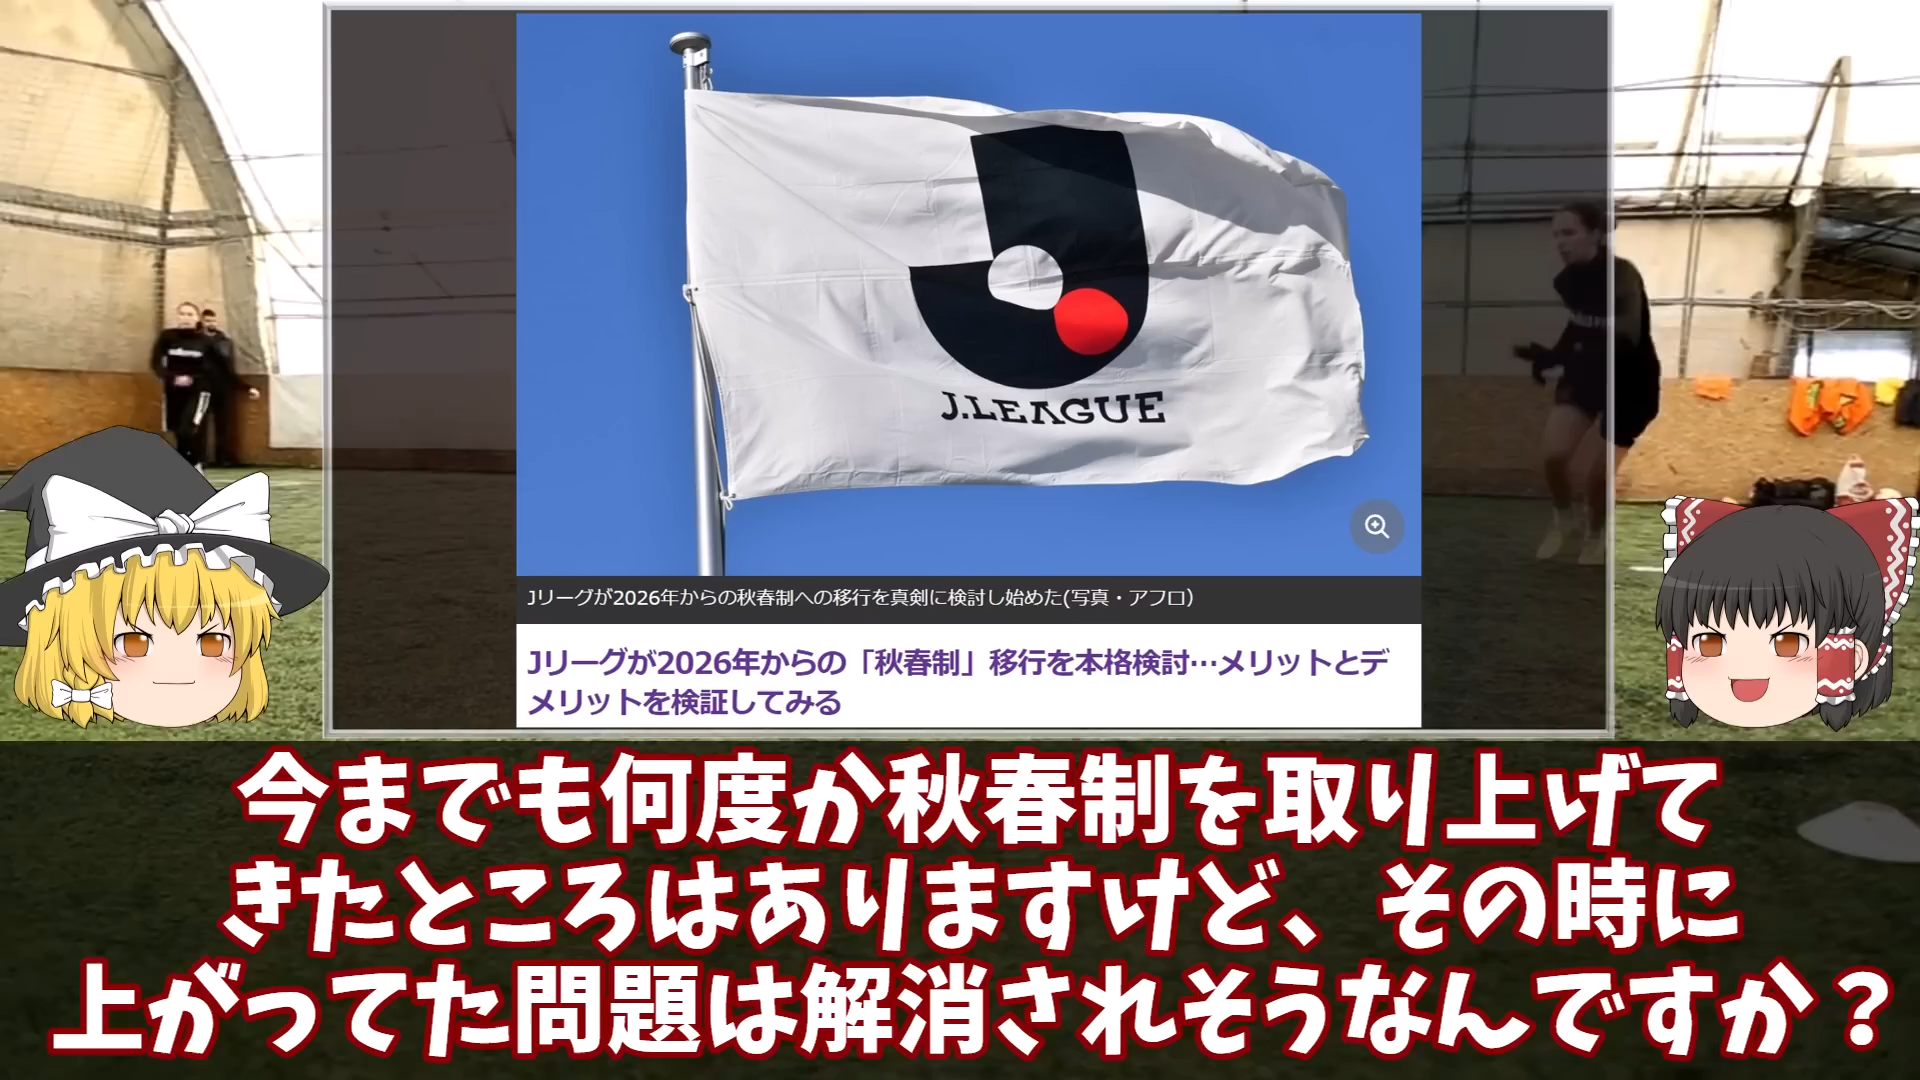 J.LEAGUE
Jリーグが2026年からの秋春制への移行を真剣に検討し始めた(写真・アフロ)
Jリーグが2026年からの「秋春制」移行を本格検討…メリットとデ
メリットを検証してみる
今までも何度か秋春制を取り上げて
きたところはありますけど、その時に
上がってた問題は解消されそうなんですか？